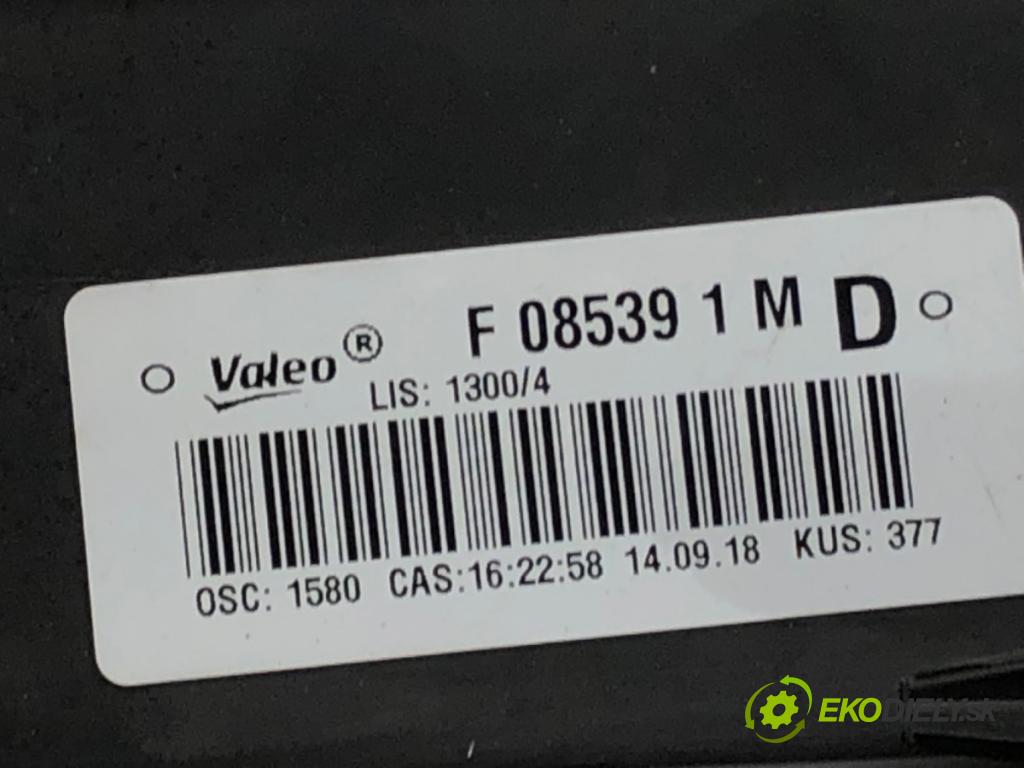 Valeo® F 08539 1 M D
LIS: 1300/4
OSC: 1580 CAS:16:22:58 14.09.18 KUS: 377
EKODIELY.SK